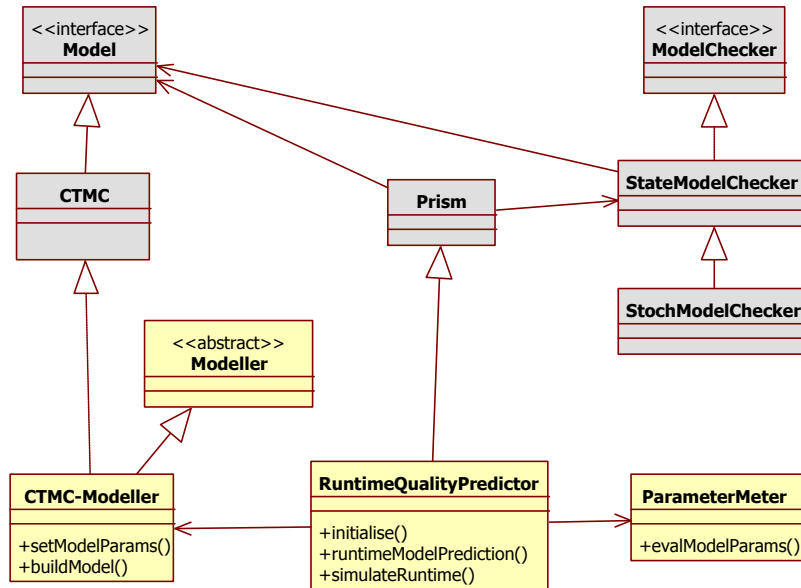 <<interface>>
Model
<<interface>>
ModelChecker
CTMC
Prism
StateModelChecker
StochModelChecker
<<abstract>>
Modeller
CTMC-Modeller
+setModelParams()
+buildModel()
RuntimeQualityPredictor
+initialise()
+runtimeModelPrediction()
+simulateRuntime()
ParameterMeter
+evalModelParams()